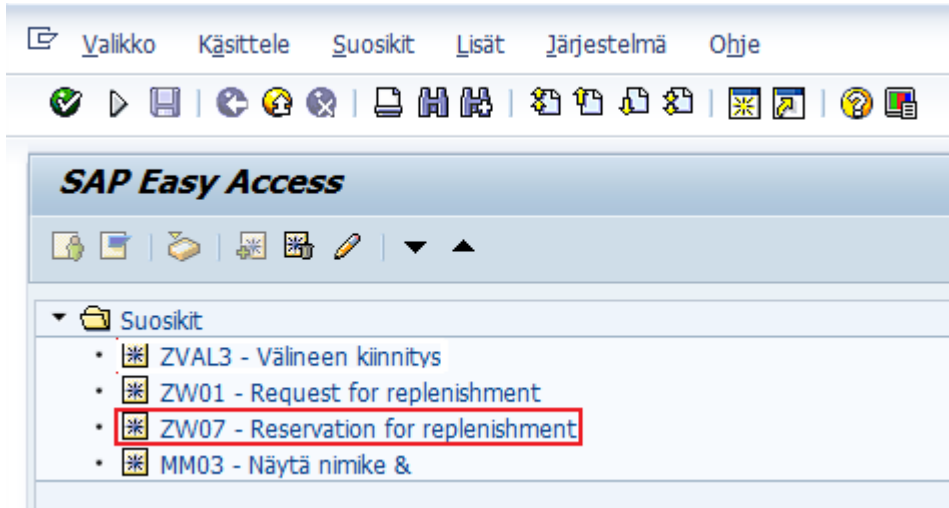 Valikko Käsittele Suosikit Lisät Järjestelmä Ohje
SAP Easy Access
Suosikit
ZVAL3 - Välineen kiinnitys
ZW01 - Request for replenishment
ZW07 - Reservation for replenishment
MM03 - Näytä nimike &